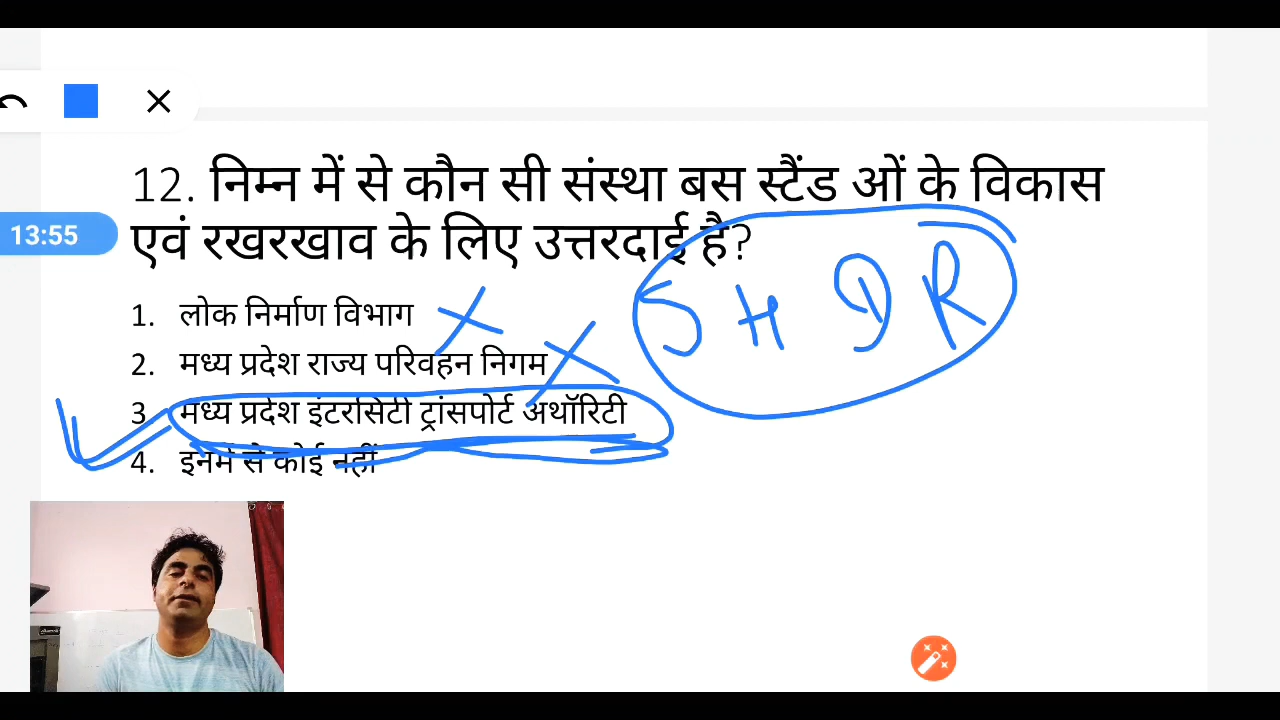 12. निम्न में से कौन सी संस्था बस स्टैंड ओं के विकास
13:55
एवं रखरखाव के लिए उत्तरदाई है?
1. लोक निर्माण विभाग
S H D R
2. मध्य प्रदेश राज्य परिवहन निगम
3. मध्य प्रदेश इंटरसिटी ट्रांसपोर्ट अथॉरिटी
4. इनमें से कोई नहीं